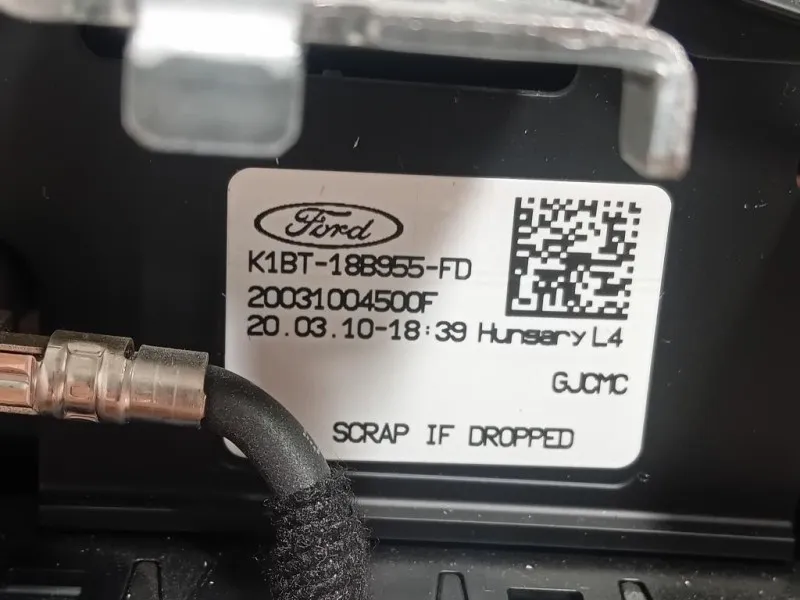 Ford
K1BT-18B955-FD
20031004500F
20.03.10-18:39 Hungary L4
GJCMC
SCRAP IF DROPPED